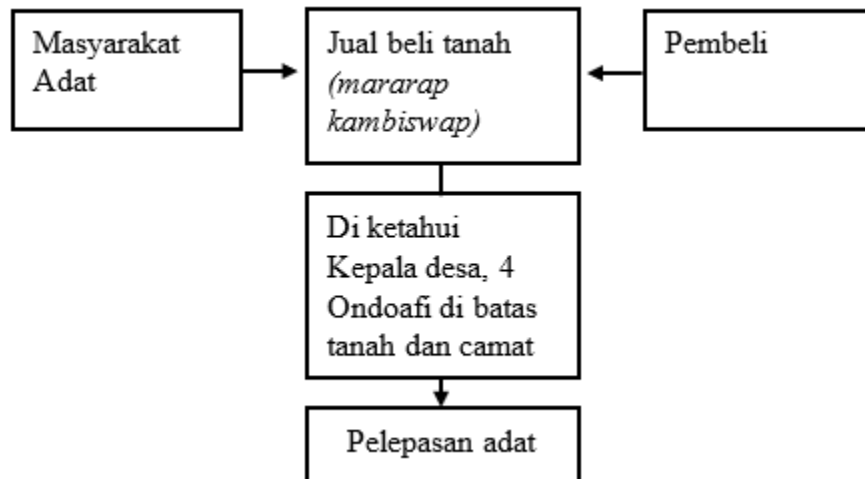 Masyarakat
Adat
Jual beli tanah
(mararap
kambiswap)
Pembeli
Di ketahui
Kepala desa, 4
Ondoafi di batas
tanah dan camat
Pelepasan adat